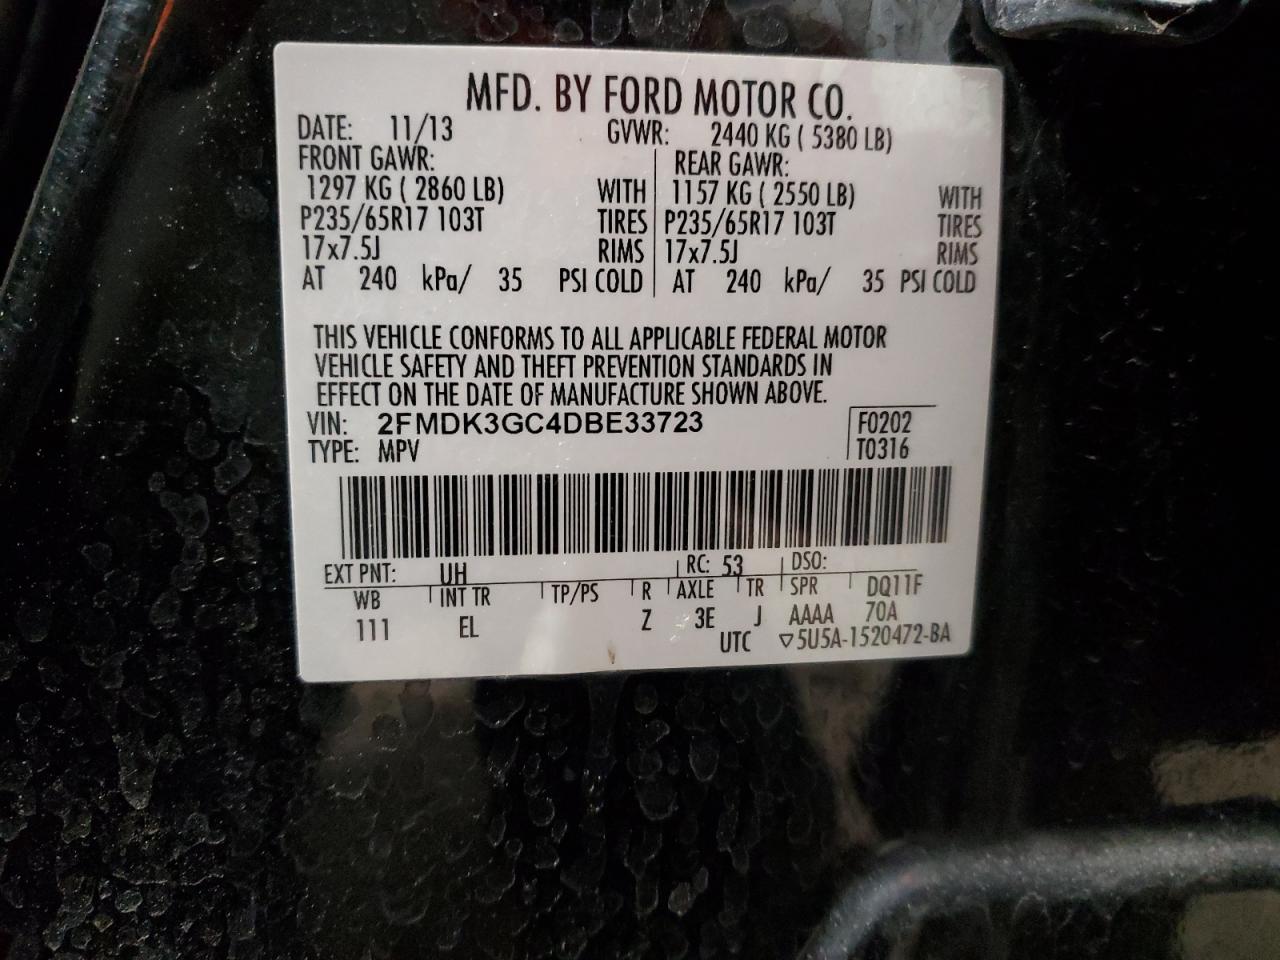 MFD. BY FORD MOTOR CO.
DATE: 11/13 GVWR: 2440 KG ( 5380 LB)
FRONT GAWR: REAR GAWR:
1297 KG ( 2860 LB) WITH 1157 KG ( 2550 LB) WITH
P235/65R17 103T TIRES P235/65R17 103T TIRES
17x7.5J RIMS 17x7.5J RIMS
AT 240 kPa/ 35 PSI COLD AT 240 kPa/ 35 PSI COLD
THIS VEHICLE CONFORMS TO ALL APPLICABLE FEDERAL MOTOR
VEHICLE SAFETY AND THEFT PREVENTION STANDARDS IN
EFFECT ON THE DATE OF MANUFACTURE SHOWN ABOVE.
VIN: 2FMDK3GC4DBE33723 F0202
TYPE: MPV T0316
EXT PNT: UH RC: 53 DSO:
WB INT TR TP/PS R AXLE TR SPR DQ11F
111 EL Z 3E J AAAA 70A
UTC ▽5U5A-1520472-BA